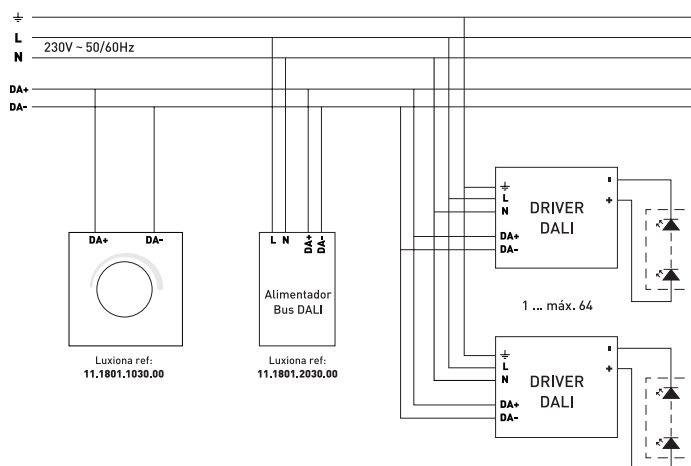 L
230V ~ 50/60Hz
N
DA+
DA-
DA+ DA-
L N DA+ DA-
Alimentador
Bus DALI
Luxiona ref:
11.1801.1030.00
Luxiona ref:
11.1801.2030.00
L
N
DA+
DA-
DRIVER
DALI
-
+
1 ... máx. 64
L
N
DA+
DA-
DRIVER
DALI
-
+